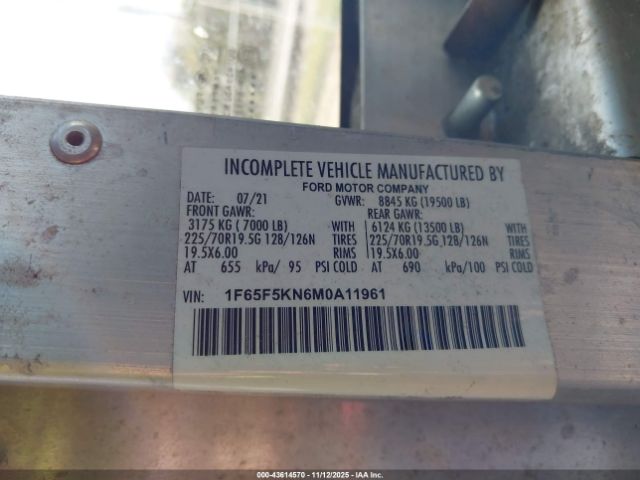 INCOMPLETE VEHICLE MANUFACTURED BY
FORD MOTOR COMPANY
DATE: 07/21 GVWR: 8845 KG (19500 LB)
FRONT GAWR: REAR GAWR:
3175 KG ( 7000 LB) WITH 6124 KG (13500 LB) WITH
225/70R19.5G 128/126N TIRES 225/70R19.5G 128/126N TIRES
19.5X6.00 RIMS 19.5X6.00 RIMS
AT 655 kPa/ 95 PSI COLD AT 690 kPa/100 PSI COLD
VIN: 1F65F5KN6M0A11961
000-43614570 - 11/12/2025 - IAA Inc.